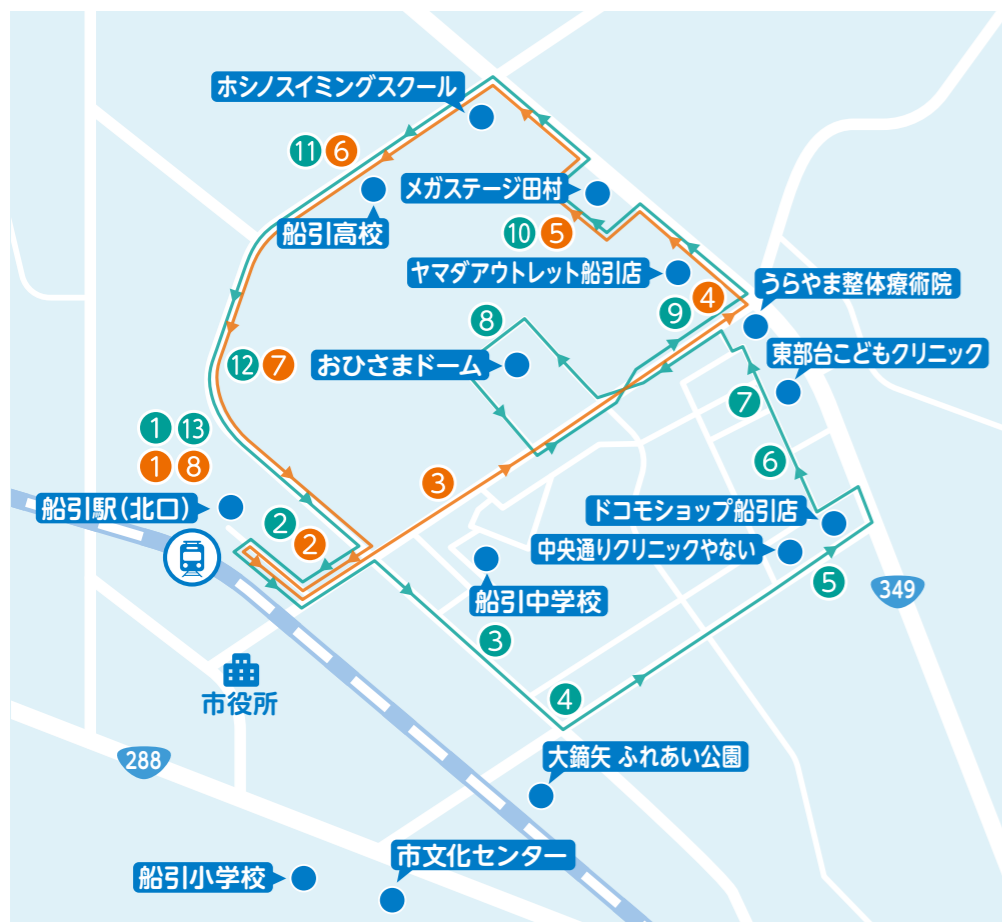 ホシノスイミングスクール
11 6
メガステージ田村
船引高校
10 5
ヤマダアウトレット船引店
うらやま整体療術院
4
9
8
東部台こどもクリニック
おひさまドーム
12 7
7
1 13
1 8
6
3
船引駅(北口)
2
2
ドコモショップ船引店
中央通りクリニックやない
5
349
船引中学校
3
4
市役所
大鏑矢 ふれあい公園
288
市文化センター
船引小学校